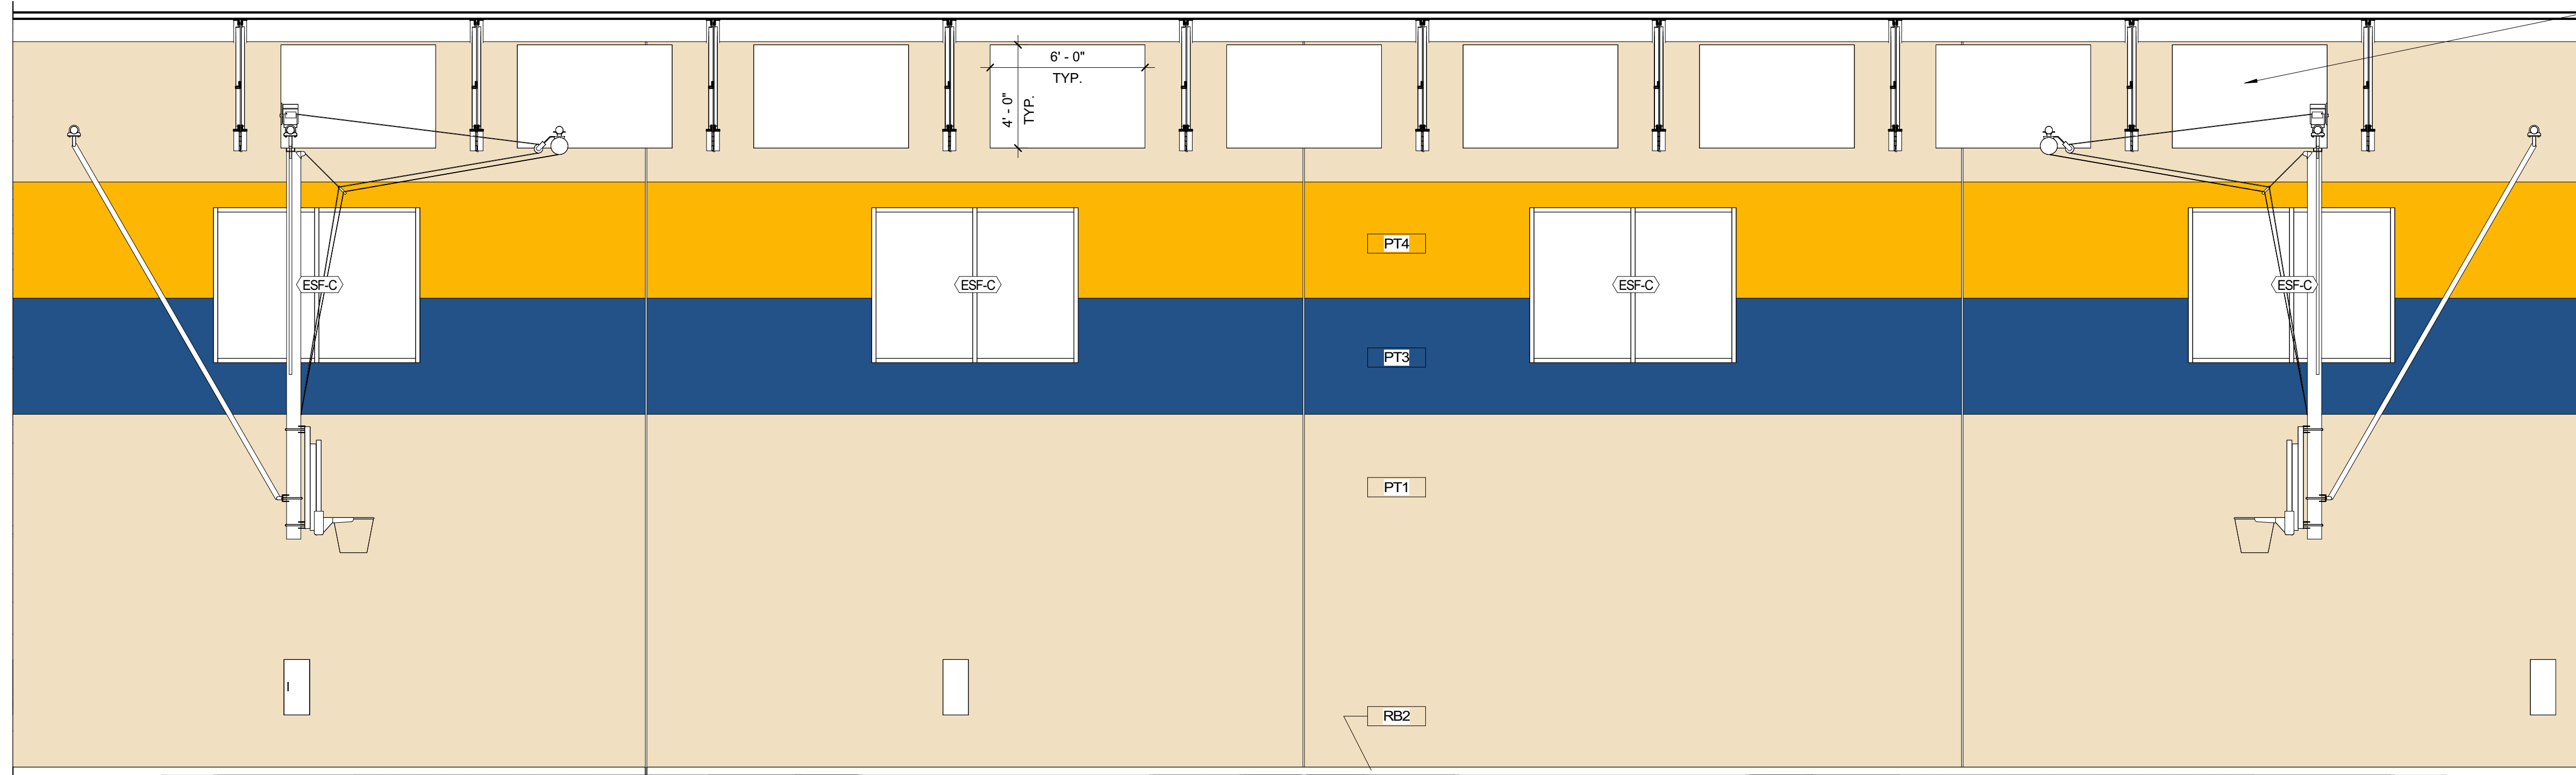 6' - 0"
TYP.
4' - 0"
TYP.
PT4
ESF-C
ESF-C
ESF-C
ESF-C
PT3
PT1
RB2